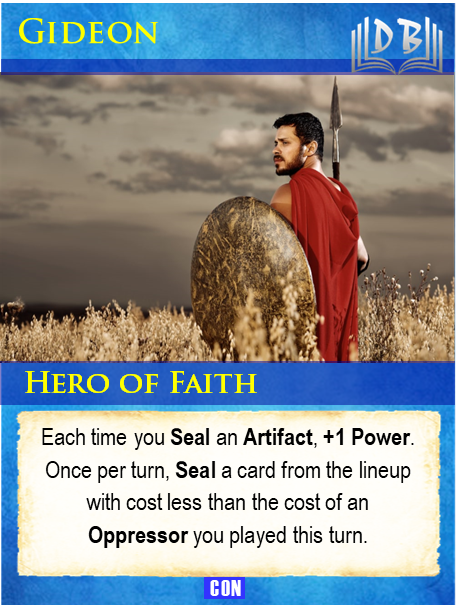 Gideon
DB
Hero of Faith
Each time you Seal an Artifact, +1 Power.
Once per turn, Seal a card from the lineup
with cost less than the cost of an
Oppressor you played this turn.
CON